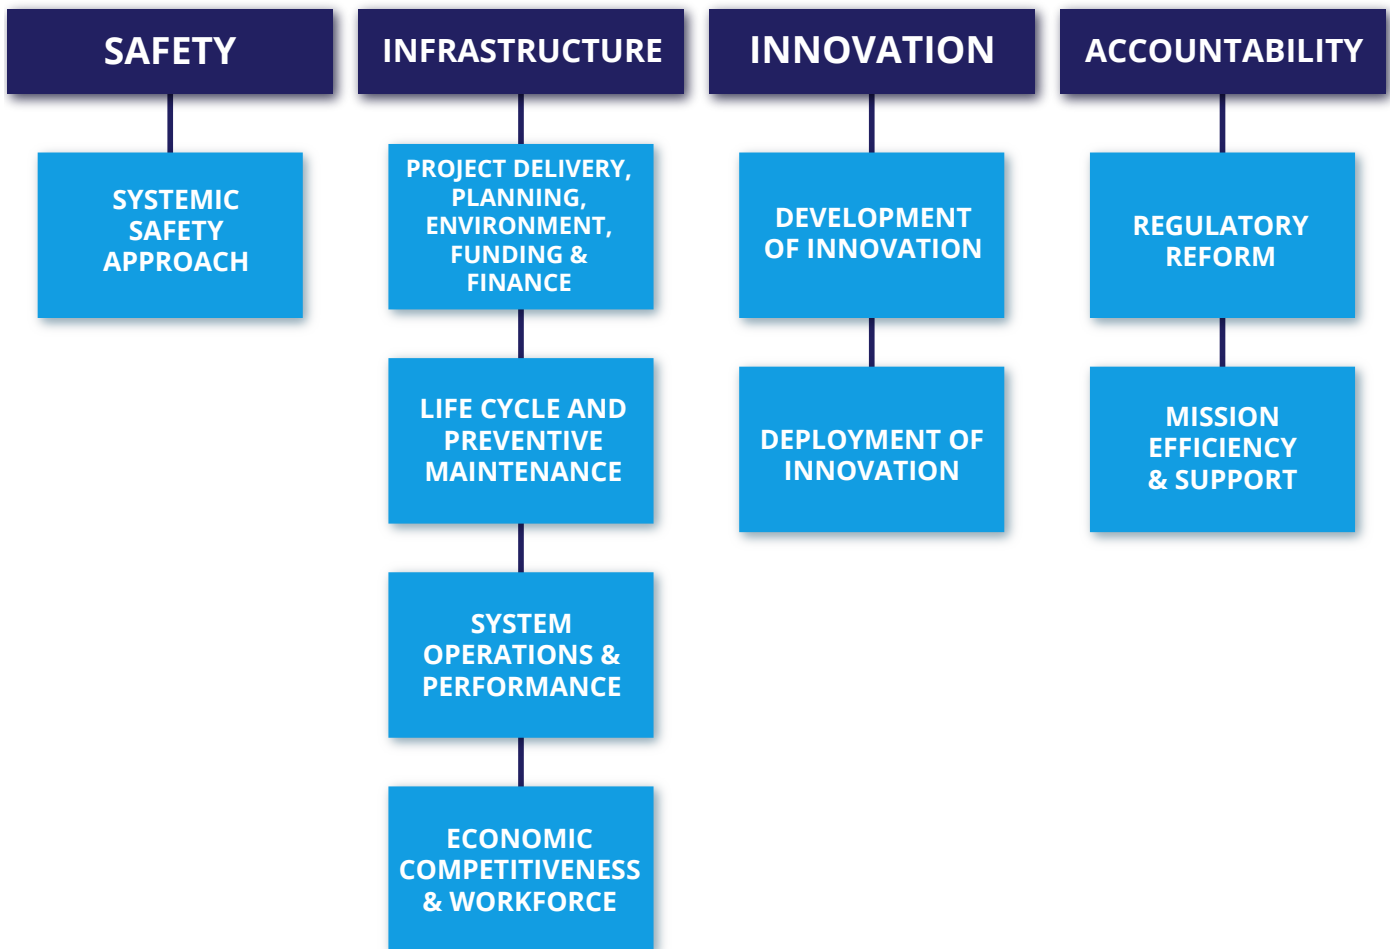 SAFETY
SYSTEMIC
SAFETY
APPROACH
INFRASTRUCTURE
PROJECT DELIVERY,
PLANNING,
ENVIRONMENT,
FUNDING &
FINANCE
LIFE CYCLE AND
PREVENTIVE
MAINTENANCE
SYSTEM
OPERATIONS &
PERFORMANCE
ECONOMIC
COMPETITIVENESS
& WORKFORCE
INNOVATION
DEVELOPMENT
OF INNOVATION
DEPLOYMENT OF
INNOVATION
ACCOUNTABILITY
REGULATORY
REFORM
MISSION
EFFICIENCY
& SUPPORT